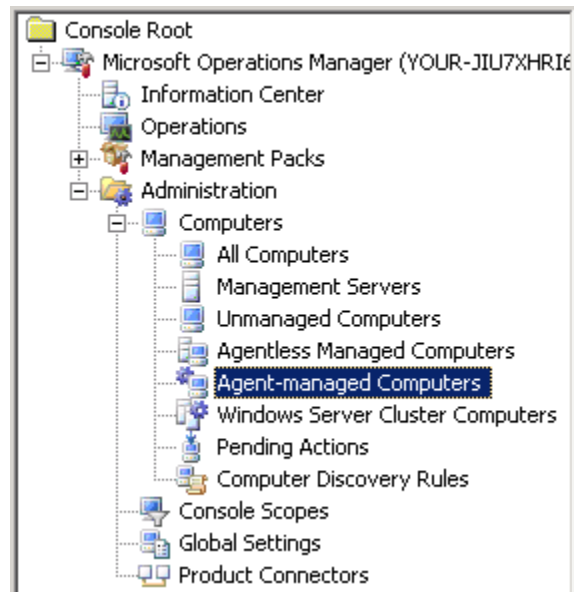 Console Root
Microsoft Operations Manager (YOUR-JIU7XHRI6
Information Center
Operations
Management Packs
Administration
Computers
All Computers
Management Servers
Unmanaged Computers
Agentless Managed Computers
Agent-managed Computers
Windows Server Cluster Computers
Pending Actions
Computer Discovery Rules
Console Scopes
Global Settings
Product Connectors